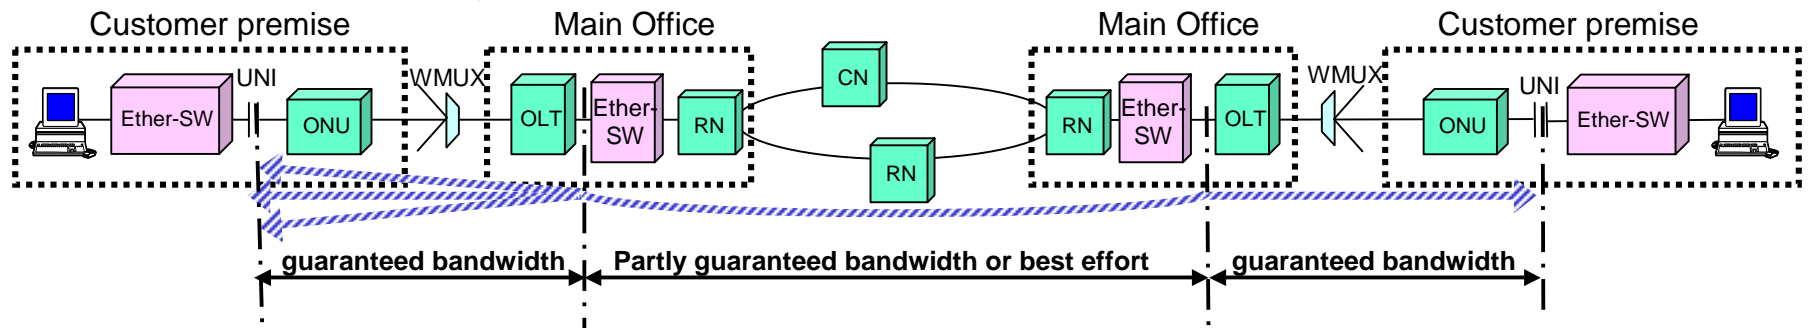 Customer premise
Main Office
Main Office
Customer premise
UNI
WMUX
CN
WMUX
UNI
Ether-SW
ONU
OLT
Ether-
SW
RN
RN
Ether-
SW
OLT
ONU
Ether-SW
RN
guaranteed bandwidth
Partly guaranteed bandwidth or best effort
guaranteed bandwidth